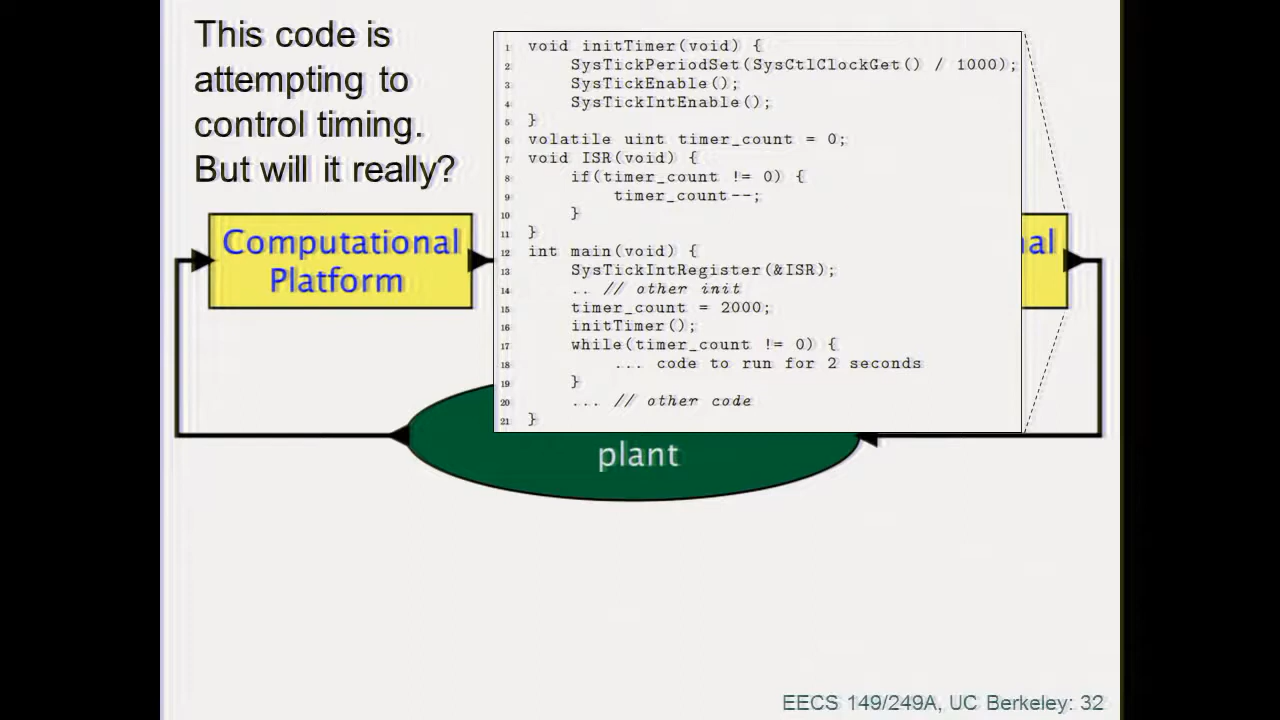 This code is
attempting to
control timing.
But will it really?
1 void initTimer(void) {
2 SysTickPeriodSet(SysCtlClockGet() / 1000);
3 SysTickEnable();
4 SysTickIntEnable();
5 }
6 volatile uint timer_count = 0;
7 void ISR(void) {
8 if(timer_count != 0) {
9 timer_count--;
10 }
11 }
12 int main(void) {
13 SysTickIntRegister(&ISR);
14 .. // other init
15 timer_count = 2000;
16 initTimer();
17 while(timer_count != 0) {
18 ... code to run for 2 seconds
19 }
20 ... // other code
21 }
Computational
Platform
nal
plant
EECS 149/249A, UC Berkeley: 32